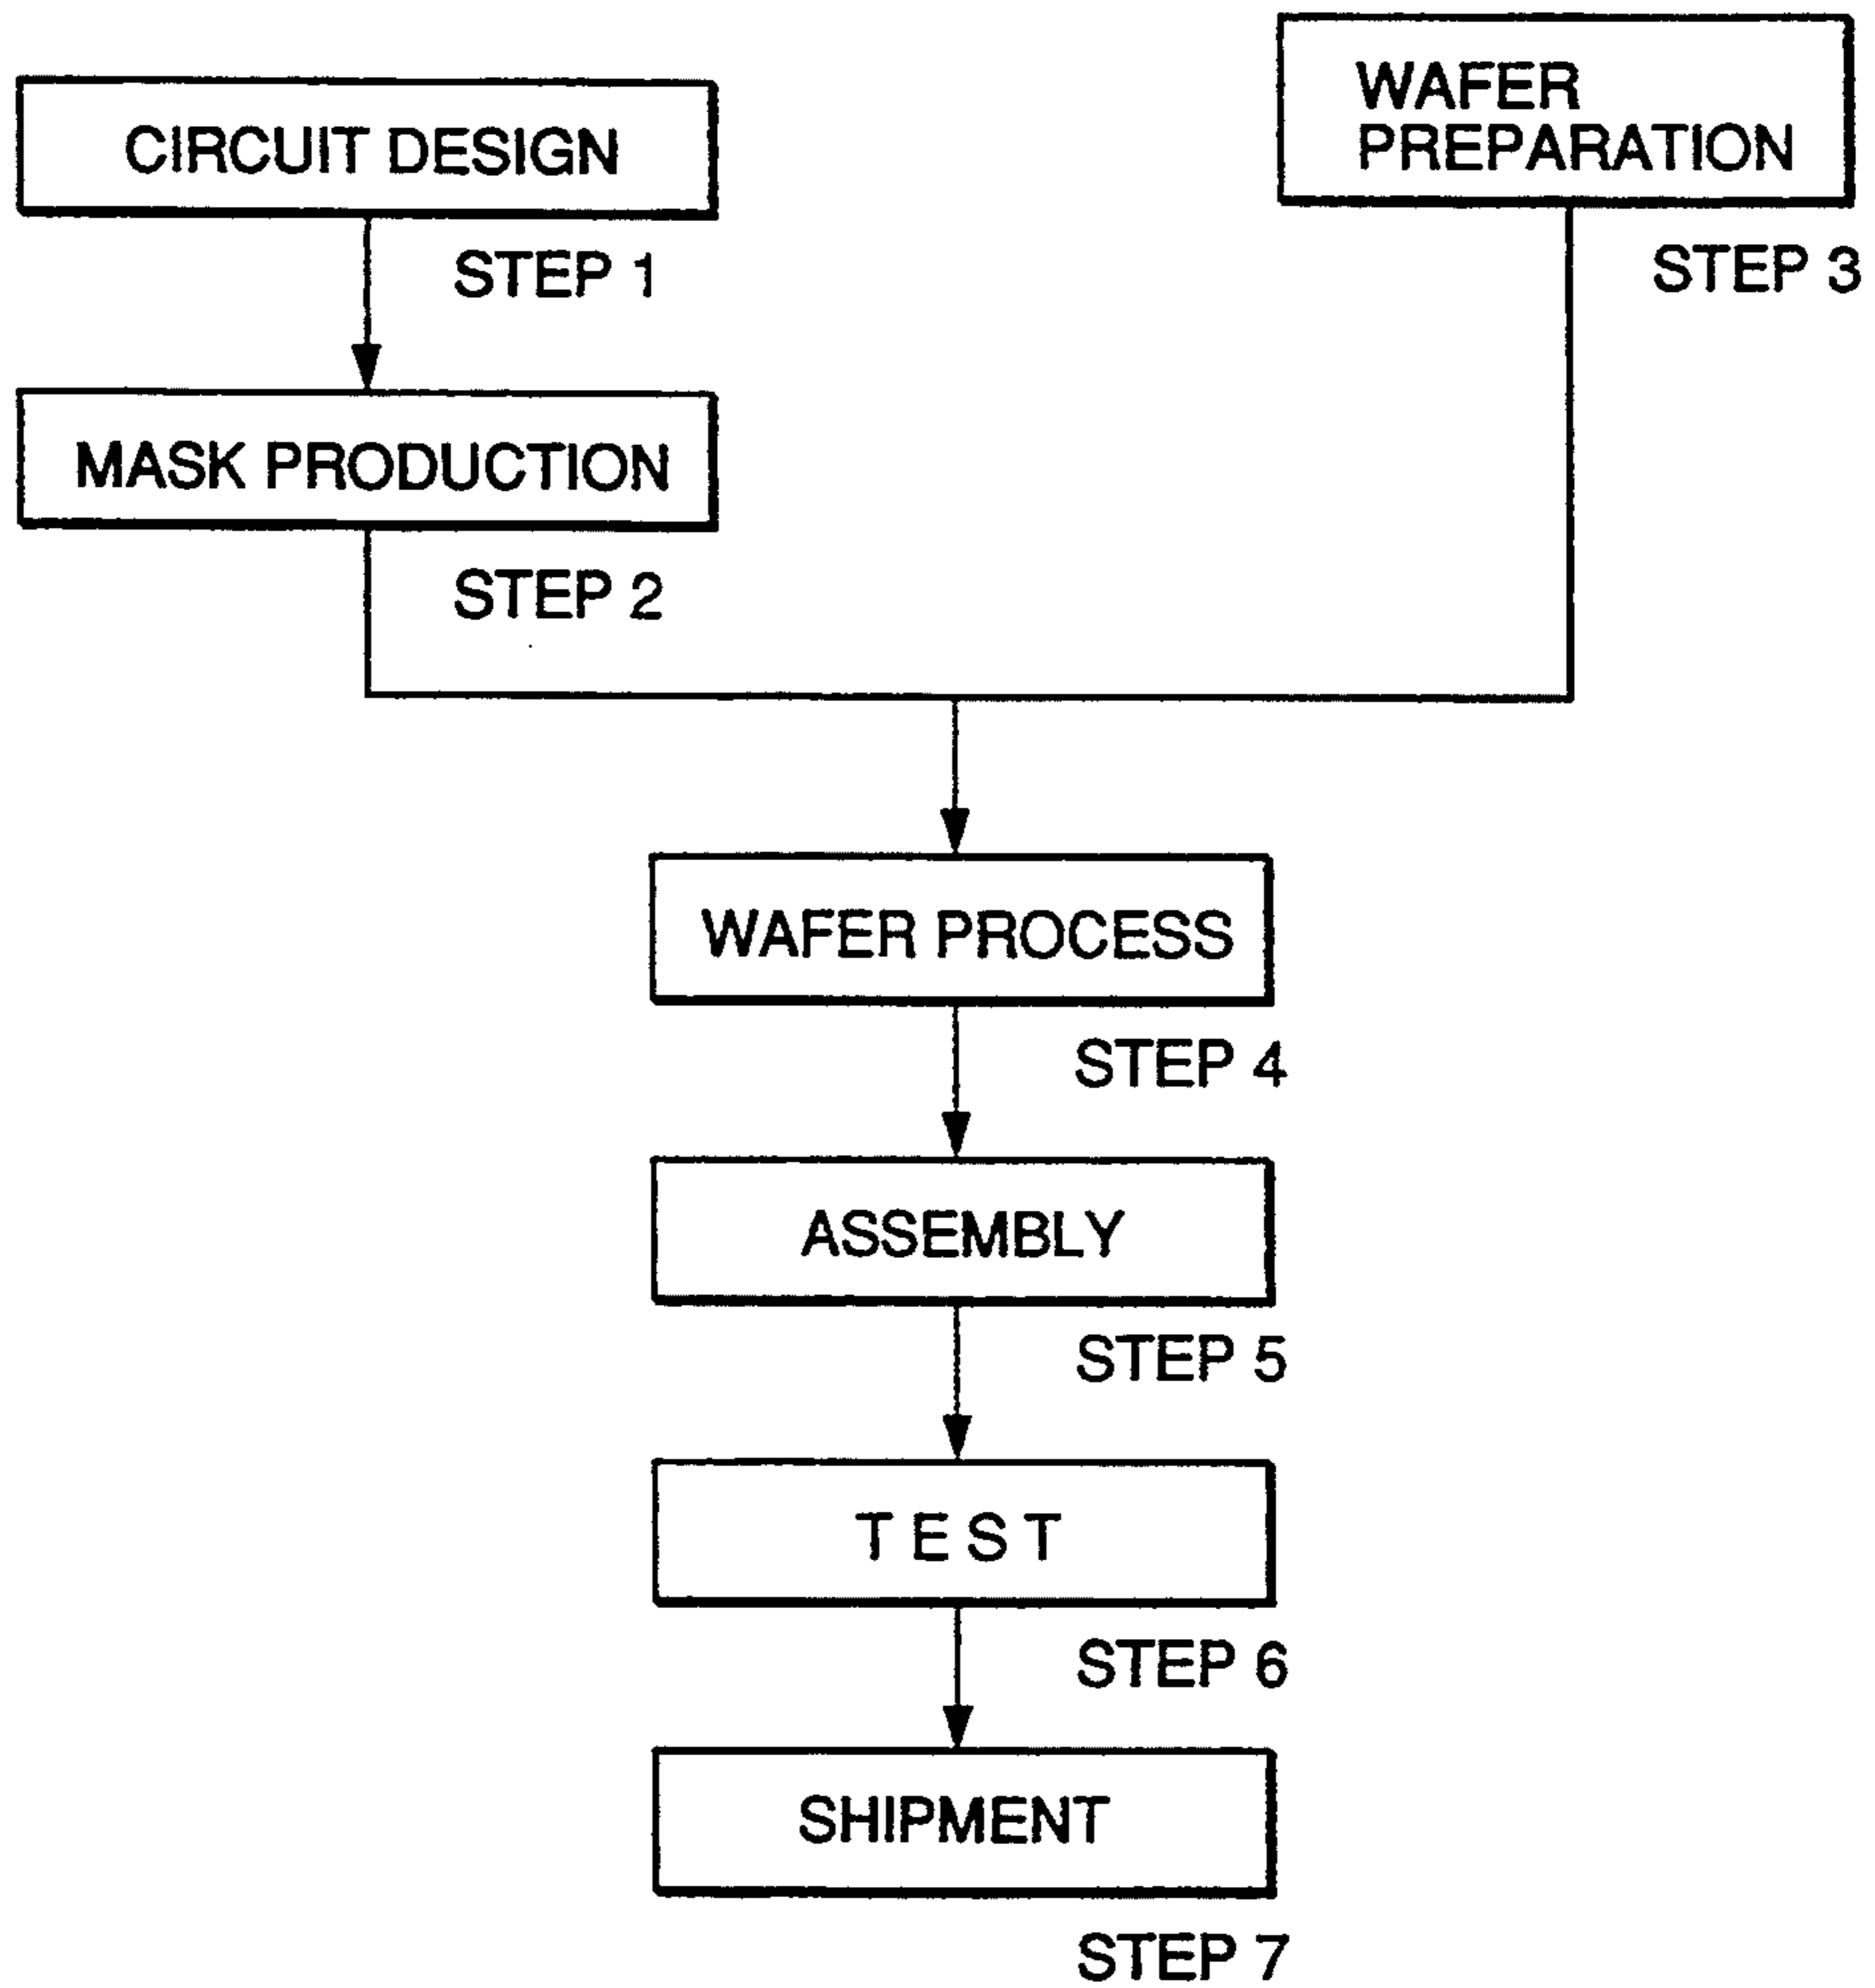 CIRCUIT DESIGN
STEP 1
MASK PRODUCTION
STEP 2
WAFER
PREPARATION
STEP 3
WAFER PROCESS
STEP 4
ASSEMBLY
STEP 5
TEST
STEP 6
SHIPMENT
STEP 7